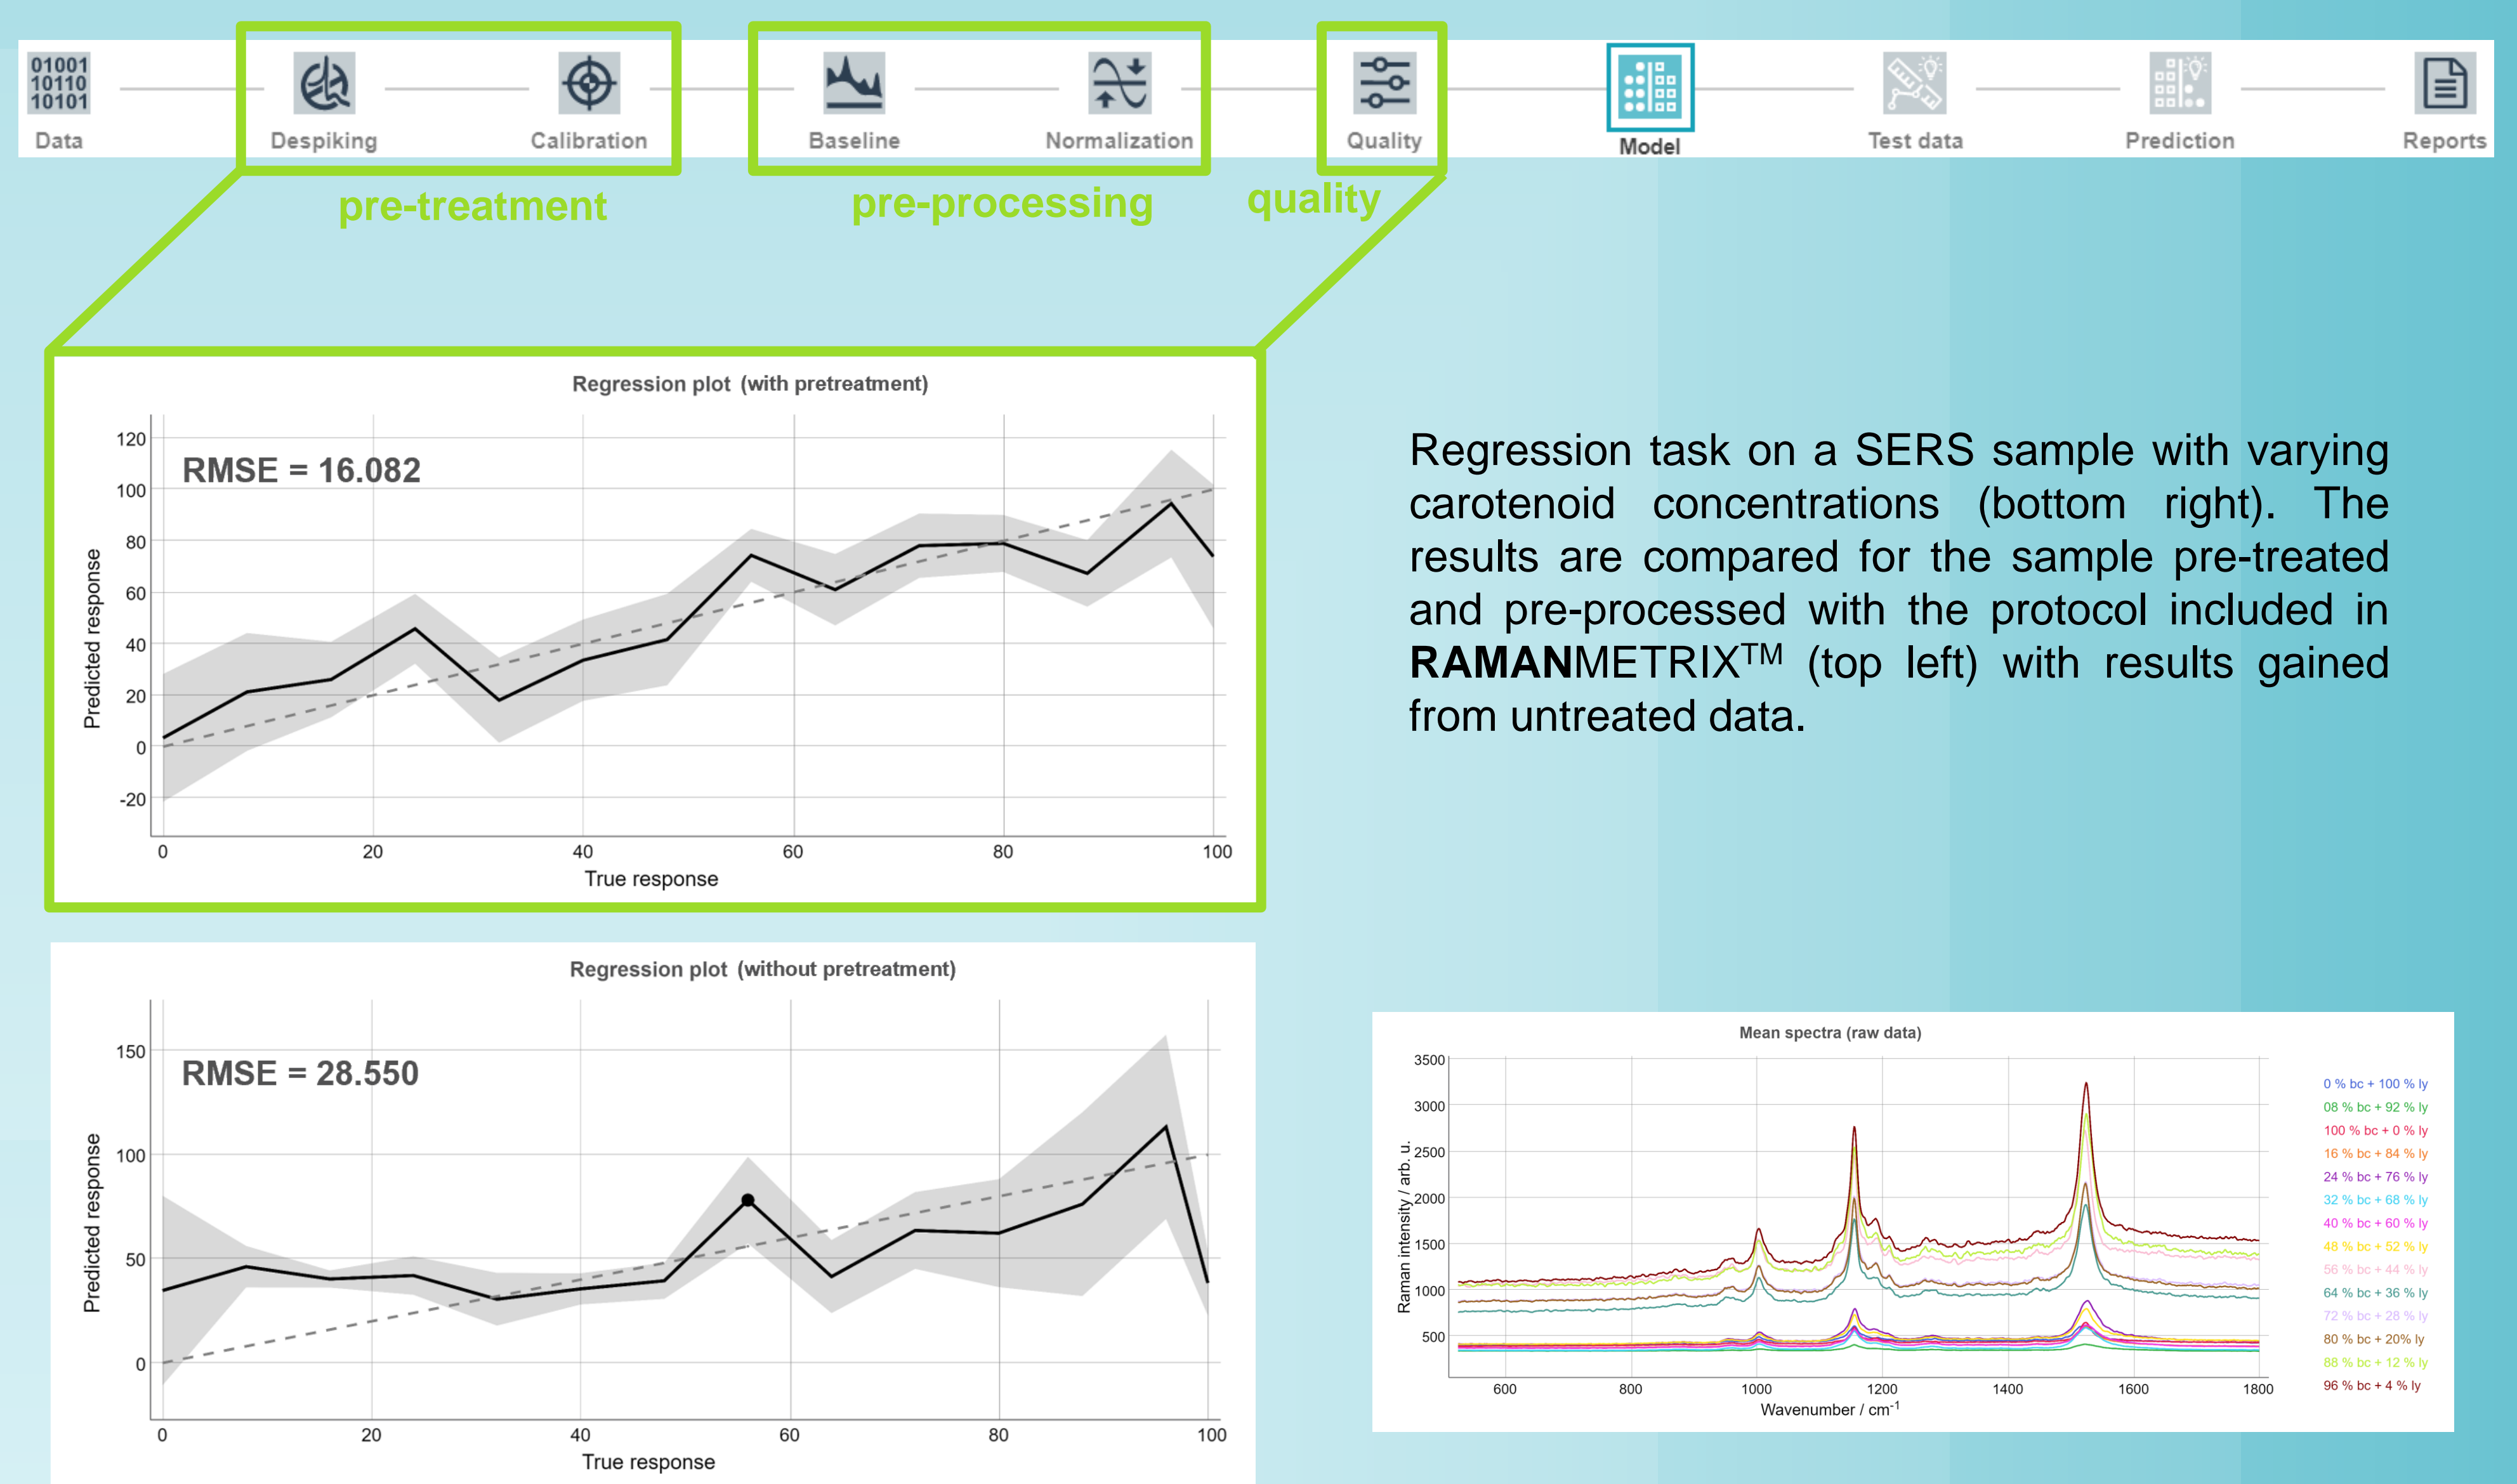 01001
10110
10101
Data
Despiking
Calibration
Baseline
Normalization
Quality
Model
Test data
Prediction
Reports
pre-treatment
pre-processing
quality
Regression plot (with pretreatment)
RMSE = 16.082
120
100
80
60
40
20
0
-20
Predicted response
0 20 40 60 80 100
True response
Regression task on a SERS sample with varying
carotenoid concentrations (bottom right). The
results are compared for the sample pre-treated
and pre-processed with the protocol included in
RAMANMETRIX™ (top left) with results gained
from untreated data.
Regression plot (without pretreatment)
RMSE = 28.550
150
100
50
0
Predicted response
0 20 40 60 80 100
True response
Mean spectra (raw data)
3500
3000
2500
2000
1500
1000
500
Raman intensity / arb. u.
600 800 1000 1200 1400 1600 1800
Wavenumber / cm⁻¹
0 % bc + 100 % ly
08 % bc + 92 % ly
100 % bc + 0 % ly
16 % bc + 84 % ly
24 % bc + 76 % ly
32 % bc + 68 % ly
40 % bc + 60 % ly
48 % bc + 52 % ly
56 % bc + 44 % ly
64 % bc + 36 % ly
72 % bc + 28 % ly
80 % bc + 20% ly
88 % bc + 12 % ly
96 % bc + 4 % ly